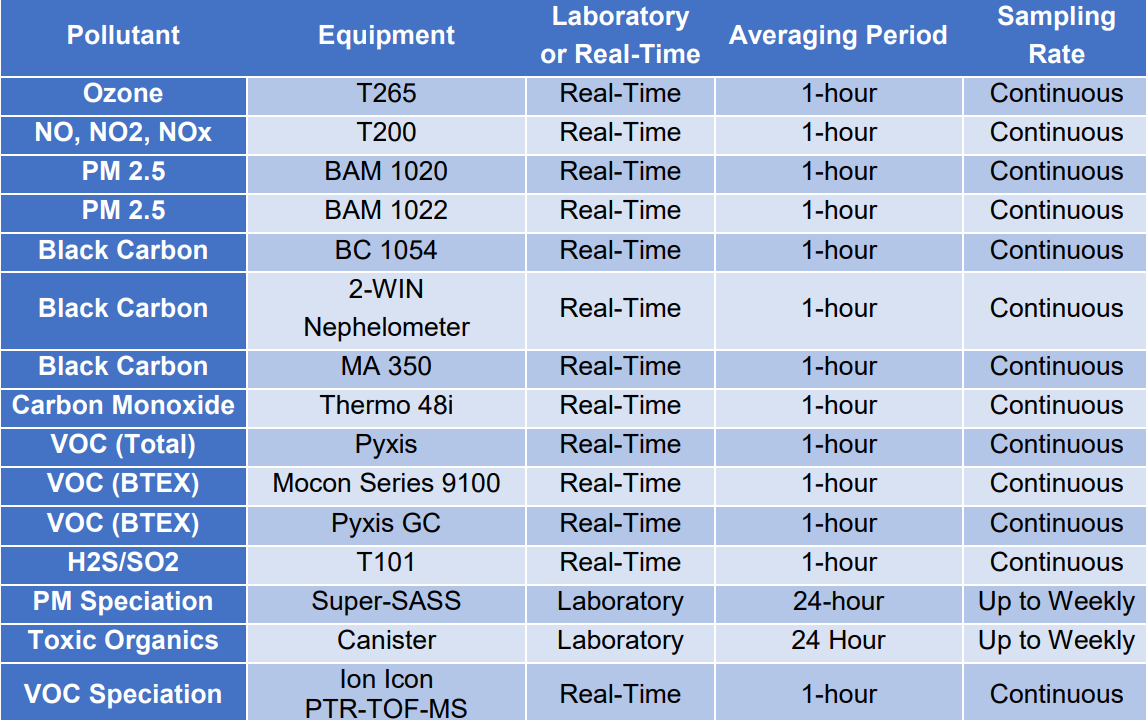 Pollutant Equipment Laboratory or Real-Time Averaging Period Sampling Rate
Ozone T265 Real-Time 1-hour Continuous
NO, NO2, NOx T200 Real-Time 1-hour Continuous
PM 2.5 BAM 1020 Real-Time 1-hour Continuous
PM 2.5 BAM 1022 Real-Time 1-hour Continuous
Black Carbon BC 1054 Real-Time 1-hour Continuous
Black Carbon 2-WIN Nephelometer Real-Time 1-hour Continuous
Black Carbon MA 350 Real-Time 1-hour Continuous
Carbon Monoxide Thermo 48i Real-Time 1-hour Continuous
VOC (Total) Pyxis Real-Time 1-hour Continuous
VOC (BTEX) Mocon Series 9100 Real-Time 1-hour Continuous
VOC (BTEX) Pyxis GC Real-Time 1-hour Continuous
H2S/SO2 T101 Real-Time 1-hour Continuous
PM Speciation Super-SASS Laboratory 24-hour Up to Weekly
Toxic Organics Canister Laboratory 24 Hour Up to Weekly
VOC Speciation Ion Icon PTR-TOF-MS Real-Time 1-hour Continuous